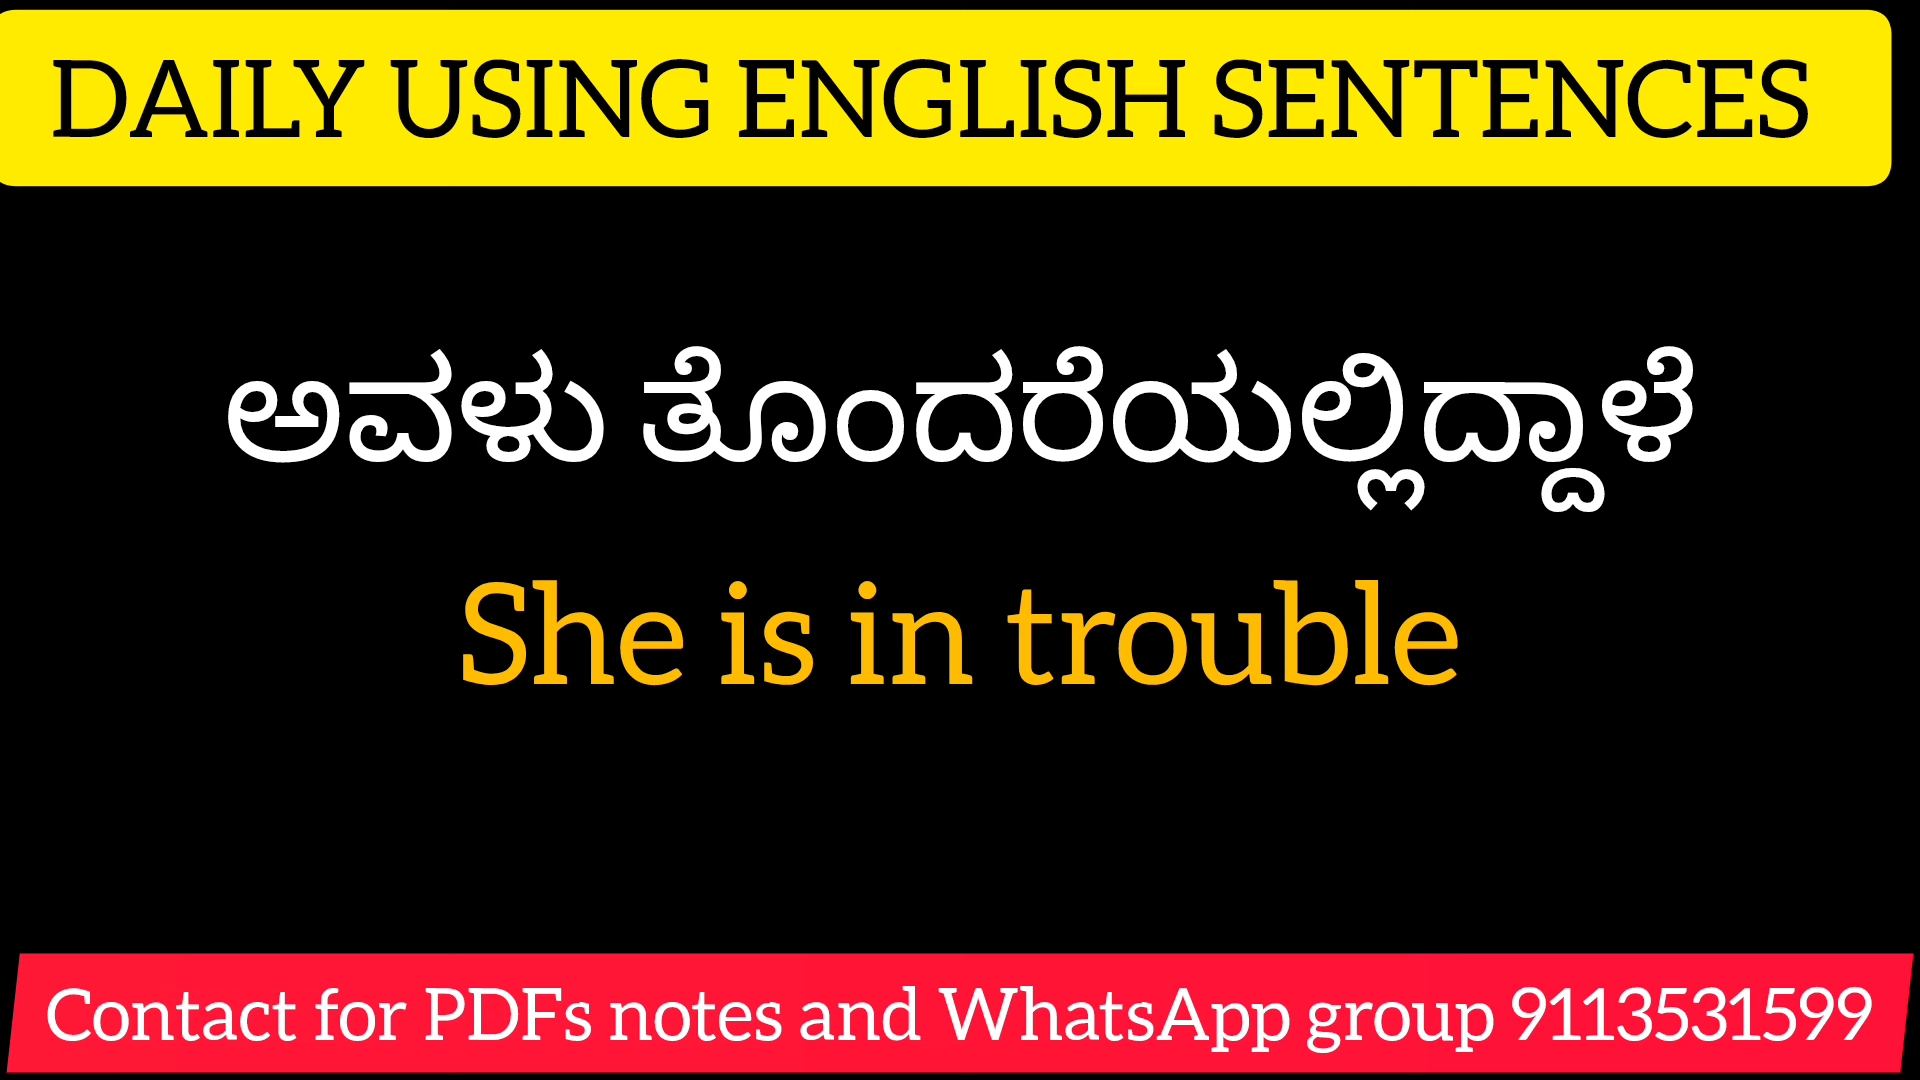 DAILY USING ENGLISH SENTENCES
ಅವಳು ತೊಂದರೆಯಲ್ಲಿದ್ದಾಳೆ
She is in trouble
Contact for PDFs notes and WhatsApp group 9113531599